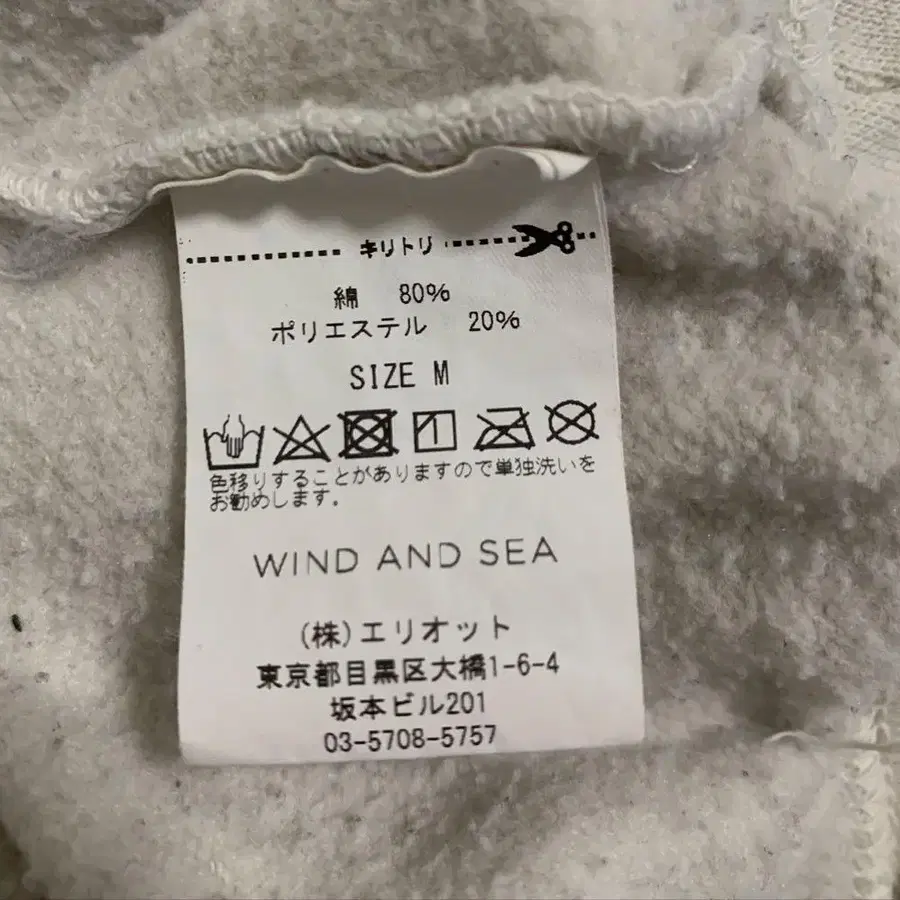 キリトリ
綿 80%
ポリエステル 20%
SIZE M
色移りすることがありますので単独洗いを
お勧めします。
WIND AND SEA
(株)エリオット
東京都目黒区大橋1-6-4
坂本ビル201
03-5708-5757